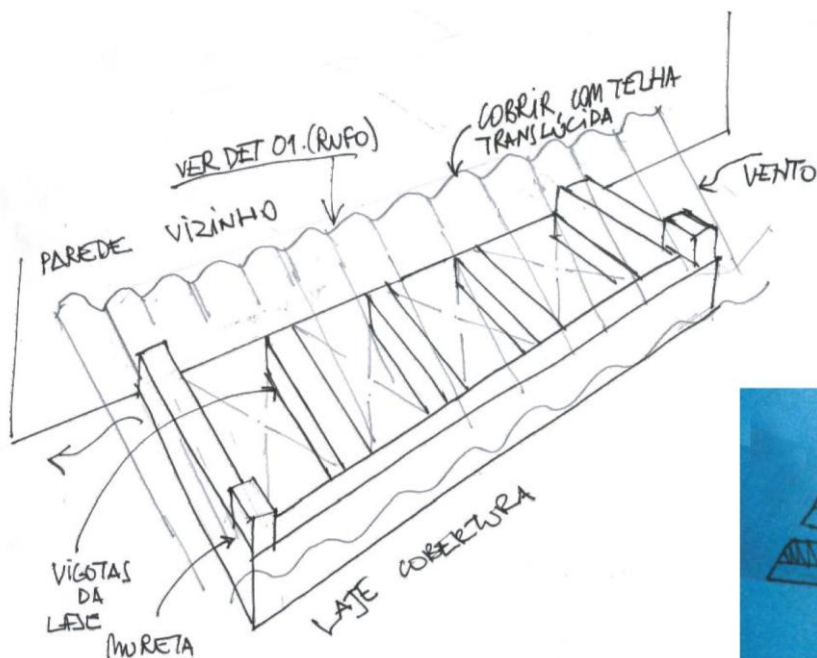 COBRIR COM TELHA
TRANSLÚCIDA
VER DET 01.(RUFO)
VENTO
PAREDE VIZINHO
VIGOTAS
DA
LAJE
MURETA
LAJE COBERTURA